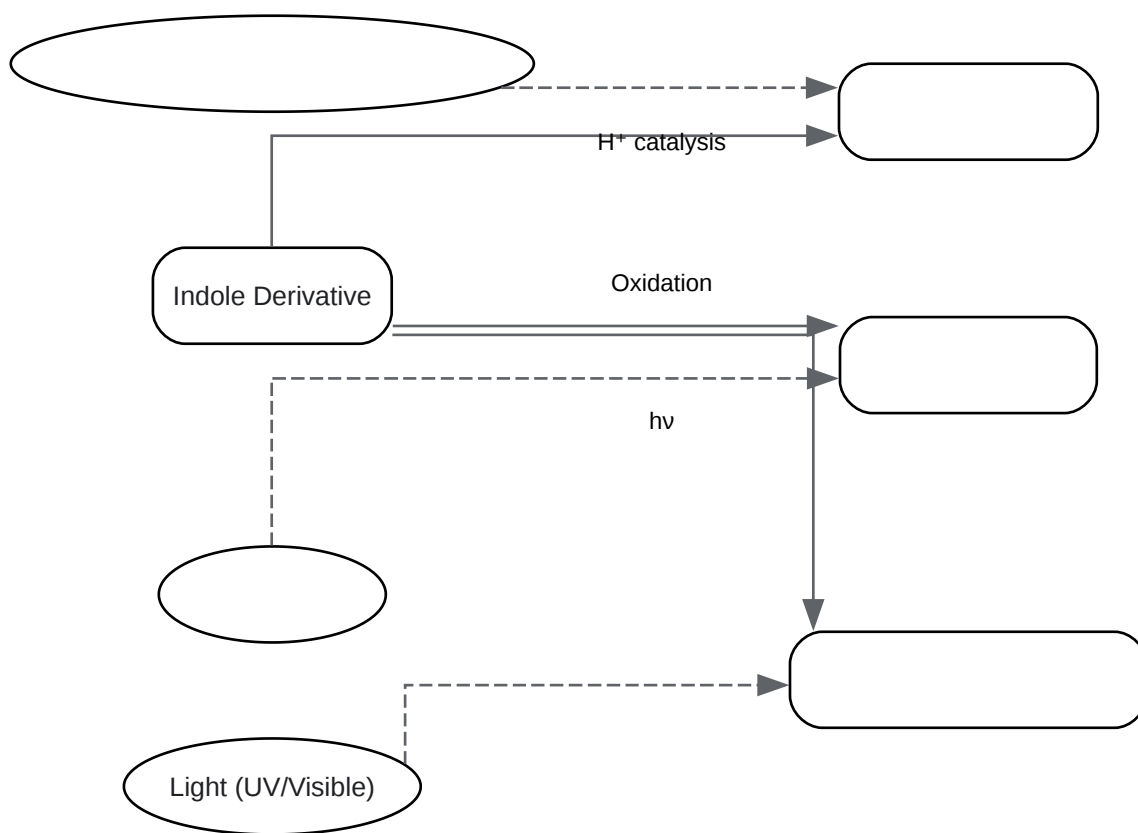 H⁺ catalysis
Indole Derivative
Oxidation
hν
Light (UV/Visible)